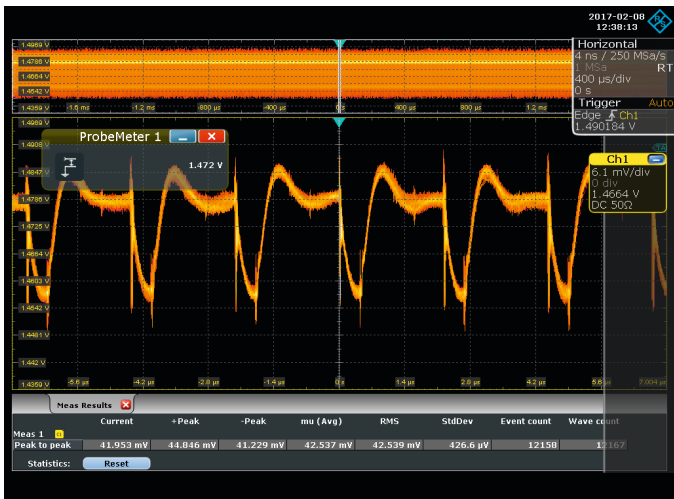 2017-02-08
12:38:13
Horizontal
4 ns / 250 MSa/s
1 MSa RT
400 µs/div
0 s
Trigger Auto
Edge Ch1
1.490184 V
1.4969 V
1.4786 V
1.4664 V
1.4542 V
1.4359 V
-1.6 ms -1.2 ms -800 µs -400 µs 0 s 400 µs 800 µs 1.2 ms
1.4969 V
1.4908 V
ProbeMeter 1
1.472 V
1.4847 V
1.4786 V
1.4725 V
1.4664 V
1.4603 V
1.4542 V
1.4481 V
1.442 V
1.4359 V
TA
Ch1
6.1 mV/div
0 div
1.4664 V
DC 50Ω
-5.6 µs -4.2 µs -2.8 µs -1.4 µs 0 s 1.4 µs 2.8 µs 4.2 µs 5.6 7.004 µs
Meas Results
Current +Peak -Peak mu (Avg) RMS StdDev Event count Wave count
Meas 1
Peak to peak 41.953 mV 44.846 mV 41.229 mV 42.537 mV 42.539 mV 426.6 µV 12158 12167
Statistics: Reset